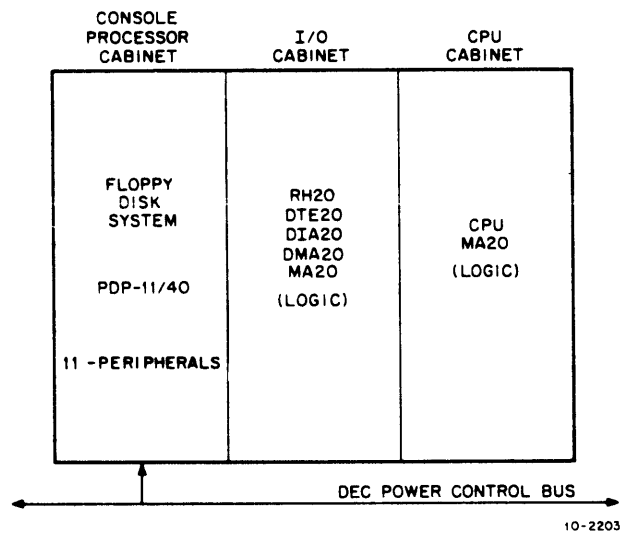 CONSOLE
PROCESSOR
CABINET
I/O
CABINET
CPU
CABINET
FLOPPY
DISK
SYSTEM
PDP-11/40
11-PERIPHERALS
RH20
DTE20
DIA20
DMA20
MA20
(LOGIC)
CPU
MA20
(LOGIC)
DEC POWER CONTROL BUS
10-2203